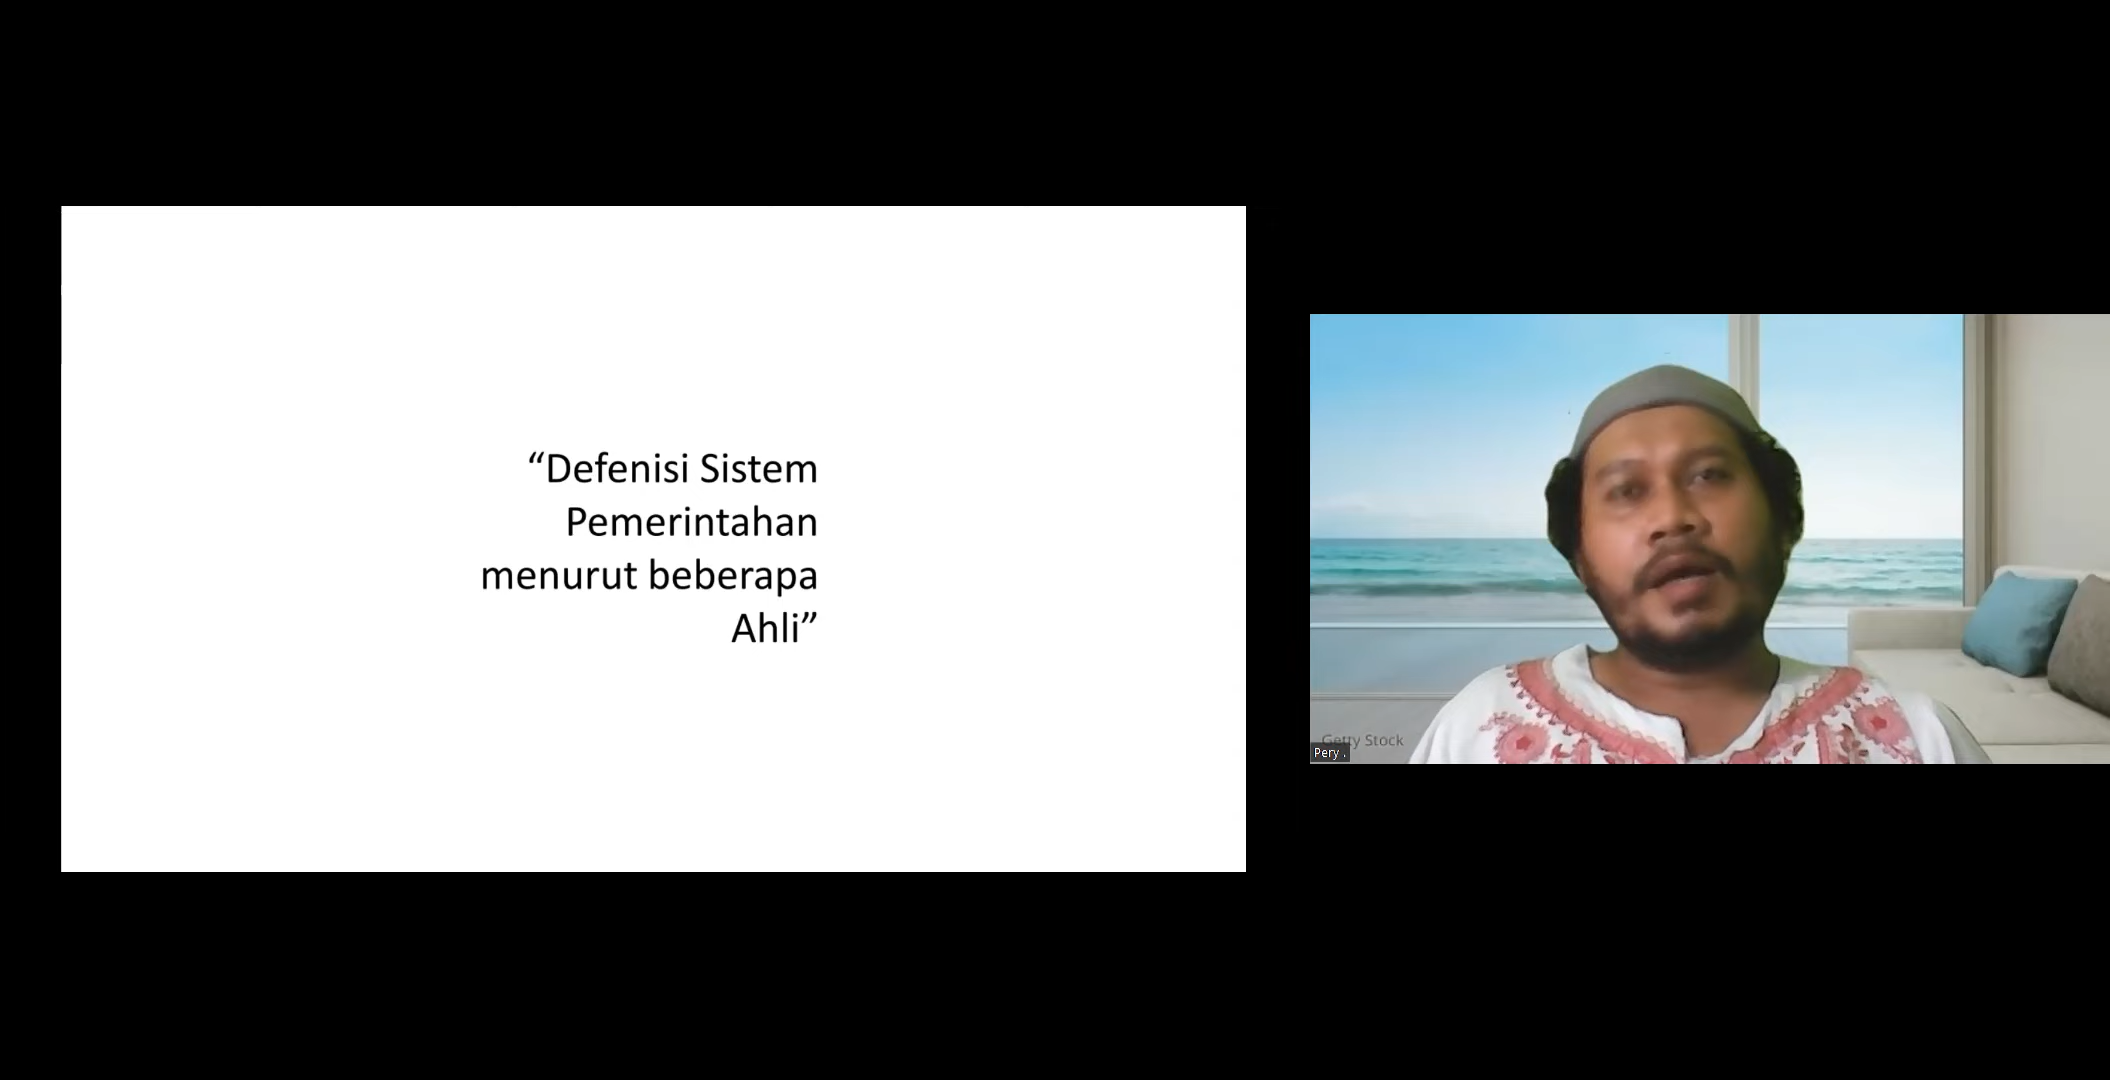 “Defenisi Sistem
Pemerintahan
menurut beberapa
Ahli”
Getty Stock
Pery .